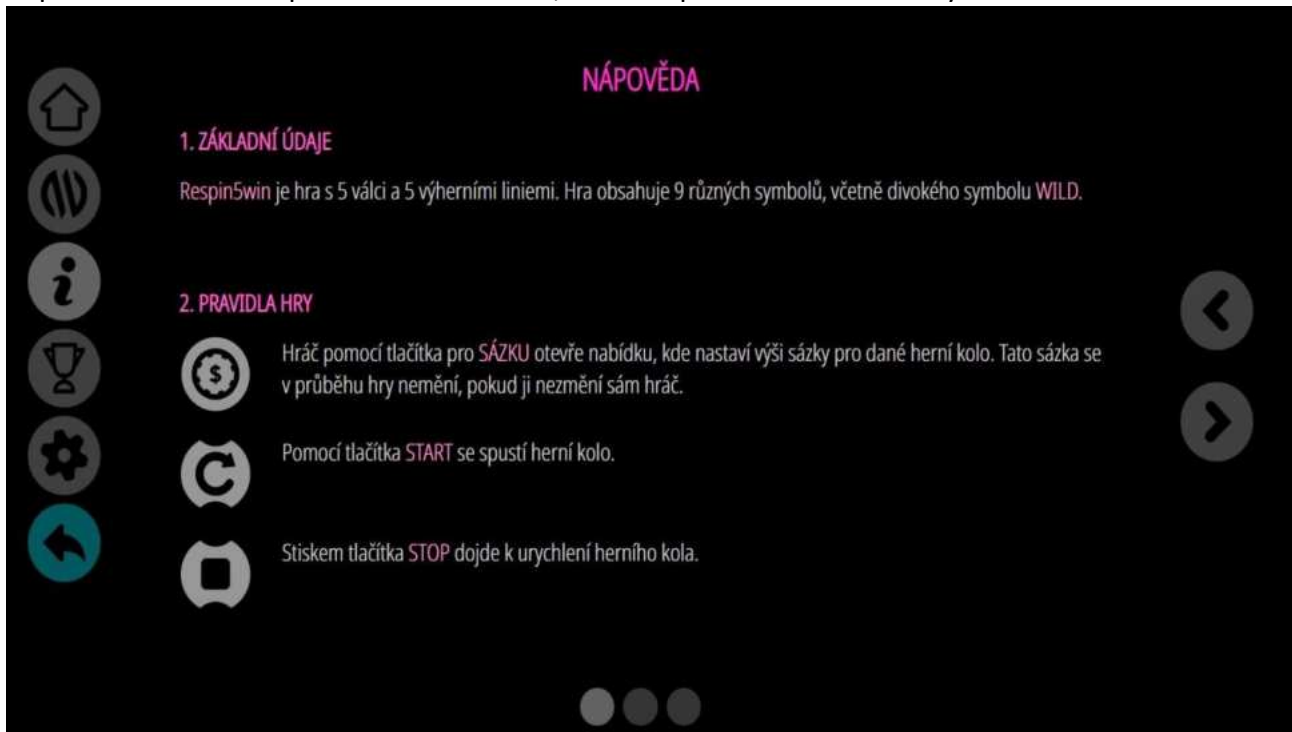 NÁPOVĚDA
1. ZÁKLADNÍ ÚDAJE
Respin5win je hra s 5 válci a 5 výherními liniemi. Hra obsahuje 9 různých symbolů, včetně divokého symbolu WILD.
2. PRAVIDLA HRY
Hráč pomocí tlačítka pro SÁZKU otevře nabídku, kde nastaví výši sázky pro dané herní kolo. Tato sázka se
v průběhu hry nemění, pokud ji nezmění sám hráč.
Pomocí tlačítka START se spustí herní kolo.
Stiskem tlačítka STOP dojde k urychlení herního kola.